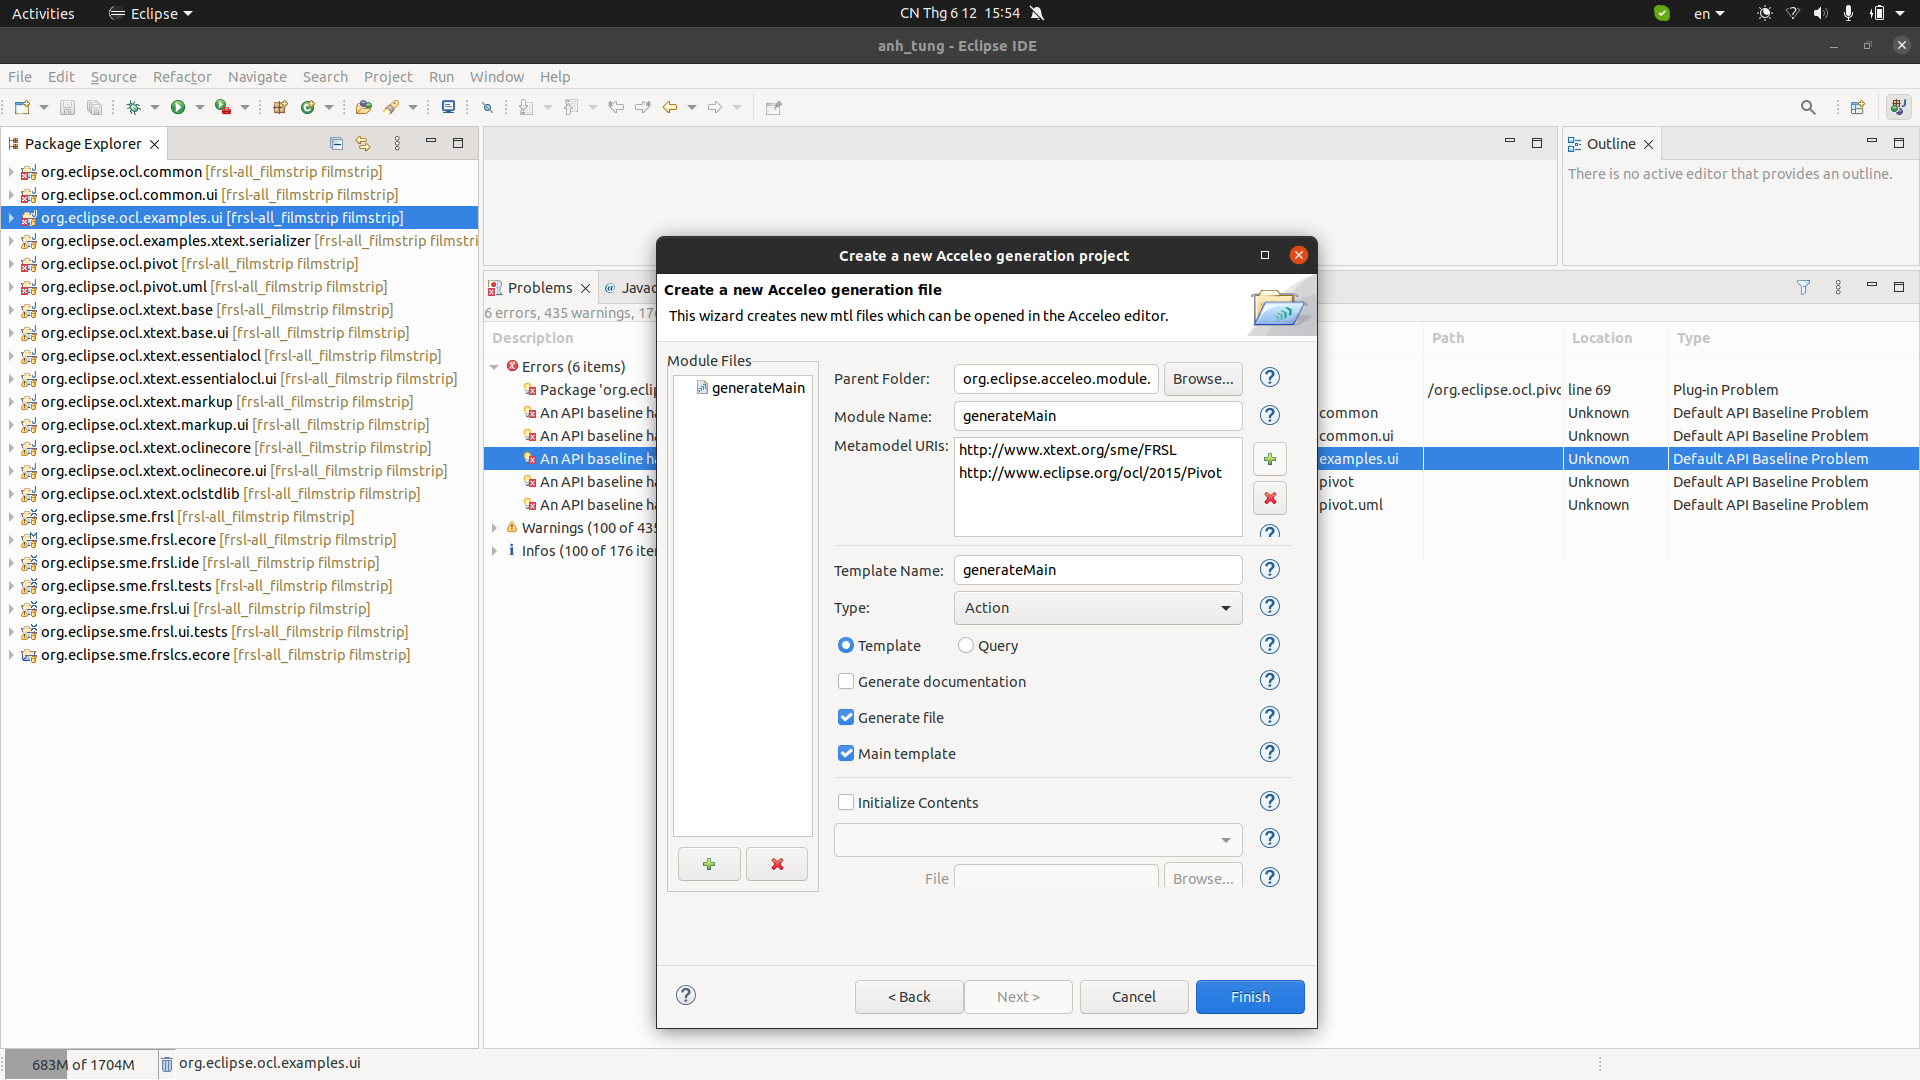 Activities
Eclipse
CN Thg 6 12 15:54
en
anh_tung - Eclipse IDE
File Edit Source Refactor Navigate Search Project Run Window Help
Package Explorer
org.eclipse.ocl.common [frsl-all_filmstrip filmstrip]
org.eclipse.ocl.common.ui [frsl-all_filmstrip filmstrip]
org.eclipse.ocl.examples.ui [frsl-all_filmstrip filmstrip]
org.eclipse.ocl.examples.xtext.serializer [frsl-all_filmstrip filmstri
org.eclipse.ocl.pivot [frsl-all_filmstrip filmstrip]
org.eclipse.ocl.pivot.uml [frsl-all_filmstrip filmstrip]
org.eclipse.ocl.xtext.base [frsl-all_filmstrip filmstrip]
org.eclipse.ocl.xtext.base.ui [frsl-all_filmstrip filmstrip]
org.eclipse.ocl.xtext.essentialocl [frsl-all_filmstrip filmstrip]
org.eclipse.ocl.xtext.essentialocl.ui [frsl-all_filmstrip filmstrip]
org.eclipse.ocl.xtext.markup [frsl-all_filmstrip filmstrip]
org.eclipse.ocl.xtext.markup.ui [frsl-all_filmstrip filmstrip]
org.eclipse.ocl.xtext.oclinecore [frsl-all_filmstrip filmstrip]
org.eclipse.ocl.xtext.oclinecore.ui [frsl-all_filmstrip filmstrip]
org.eclipse.ocl.xtext.oclstdlib [frsl-all_filmstrip filmstrip]
org.eclipse.sme.frsl [frsl-all_filmstrip filmstrip]
org.eclipse.sme.frsl.ecore [frsl-all_filmstrip filmstrip]
org.eclipse.sme.frsl.ide [frsl-all_filmstrip filmstrip]
org.eclipse.sme.frsl.tests [frsl-all_filmstrip filmstrip]
org.eclipse.sme.frsl.ui [frsl-all_filmstrip filmstrip]
org.eclipse.sme.frsl.ui.tests [frsl-all_filmstrip filmstrip]
org.eclipse.sme.frslcs.ecore [frsl-all_filmstrip filmstrip]
Outline
There is no active editor that provides an outline.
Problems
@ Javac
6 errors, 435 warnings, 17
Description Path Location Type
Errors (6 items)
Package 'org.eclip /org.eclipse.ocl.pivo line 69 Plug-in Problem
An API baseline ha common Unknown Default API Baseline Problem
An API baseline ha common.ui Unknown Default API Baseline Problem
An API baseline ha examples.ui Unknown Default API Baseline Problem
An API baseline ha pivot Unknown Default API Baseline Problem
An API baseline ha pivot.uml Unknown Default API Baseline Problem
Warnings (100 of 435
Infos (100 of 176 iter
Create a new Acceleo generation project
Create a new Acceleo generation file
This wizard creates new mtl files which can be opened in the Acceleo editor.
Module Files
generateMain
Parent Folder: org.eclipse.acceleo.module. Browse...
Module Name: generateMain
Metamodel URIs: http://www.xtext.org/sme/FRSL
http://www.eclipse.org/ocl/2015/Pivot
Template Name: generateMain
Type: Action
Template Query
Generate documentation
Generate file
Main template
Initialize Contents
File Browse...
< Back Next > Cancel Finish
683M of 1704M
org.eclipse.ocl.examples.ui